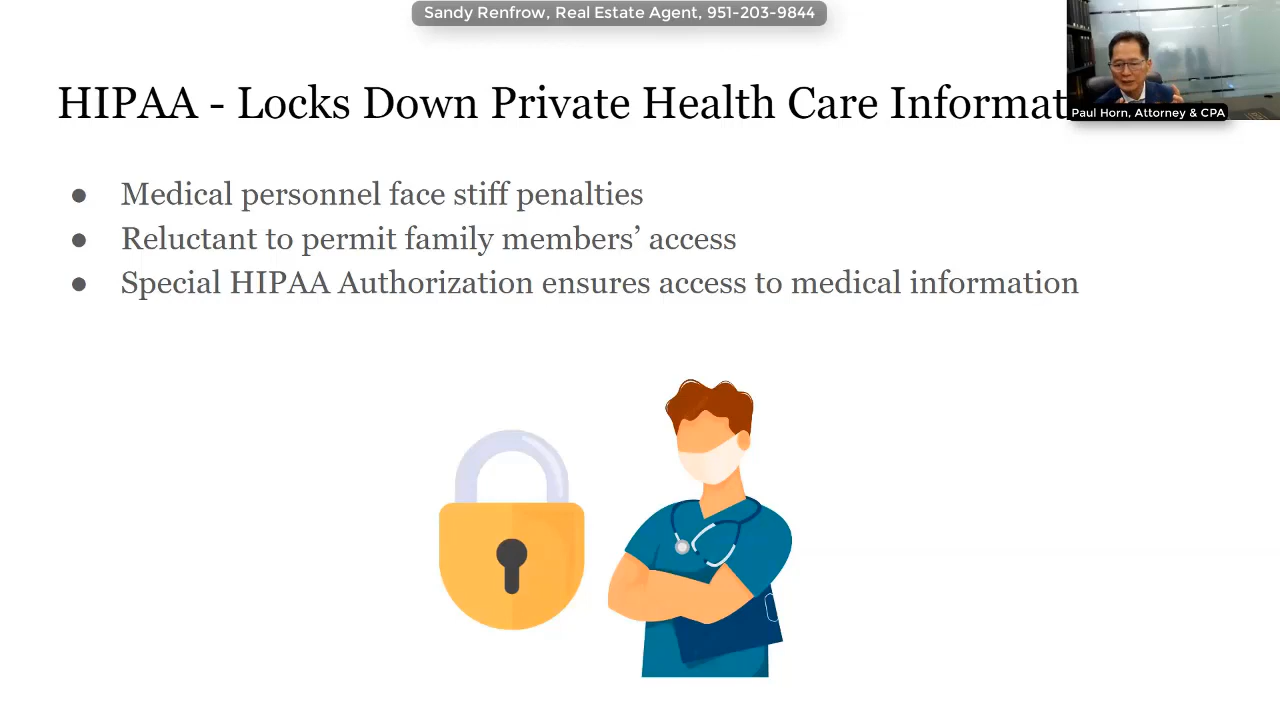 Sandy Renfrow, Real Estate Agent, 951-203-9844
HIPAA - Locks Down Private Health Care Informat
Paul Horn, Attorney & CPA
● Medical personnel face stiff penalties
● Reluctant to permit family members’ access
● Special HIPAA Authorization ensures access to medical information